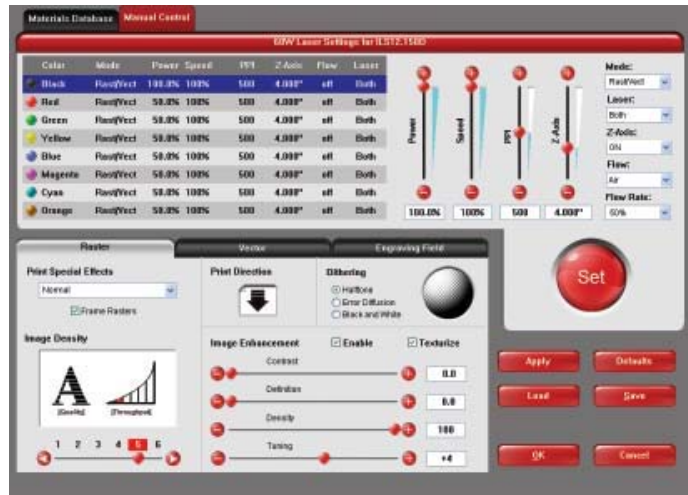 Materials Database Manual Control
60W Laser Settings for ILS12.150D
Color Mode Power Speed PPI Z-Axis Flow Laser
Black Rast/Vect 100.0% 100% 500 4.000" off Both
Red Rast/Vect 50.0% 100% 500 4.000" off Both
Green Rast/Vect 50.0% 100% 500 4.000" off Both
Yellow Rast/Vect 50.0% 100% 500 4.000" off Both
Blue Rast/Vect 50.0% 100% 500 4.000" off Both
Magenta Rast/Vect 50.0% 100% 500 4.000" off Both
Cyan Rast/Vect 50.0% 100% 500 4.000" off Both
Orange Rast/Vect 50.0% 100% 500 4.000" off Both
Power
Speed
PPI
Z-Axis
100.0% 100% 500 4.000"
Mode:
Rast/Vect
Laser:
Both
Z-Axis:
ON
Flow:
Air
Flow Rate:
60%
Set
Raster Vector Engraving Field
Print Special Effects
Normal
Frame Rasters
Image Density
A
[Quality] [Throughput]
1 2 3 4 5 6
Print Direction
Dithering
Halftone
Error Diffusion
Black and White
Image Enhancement Enable Texturize
Contrast
0.0
Definition
0.0
Density
100
Tuning
+4
Apply Defaults
Load Save
OK Cancel